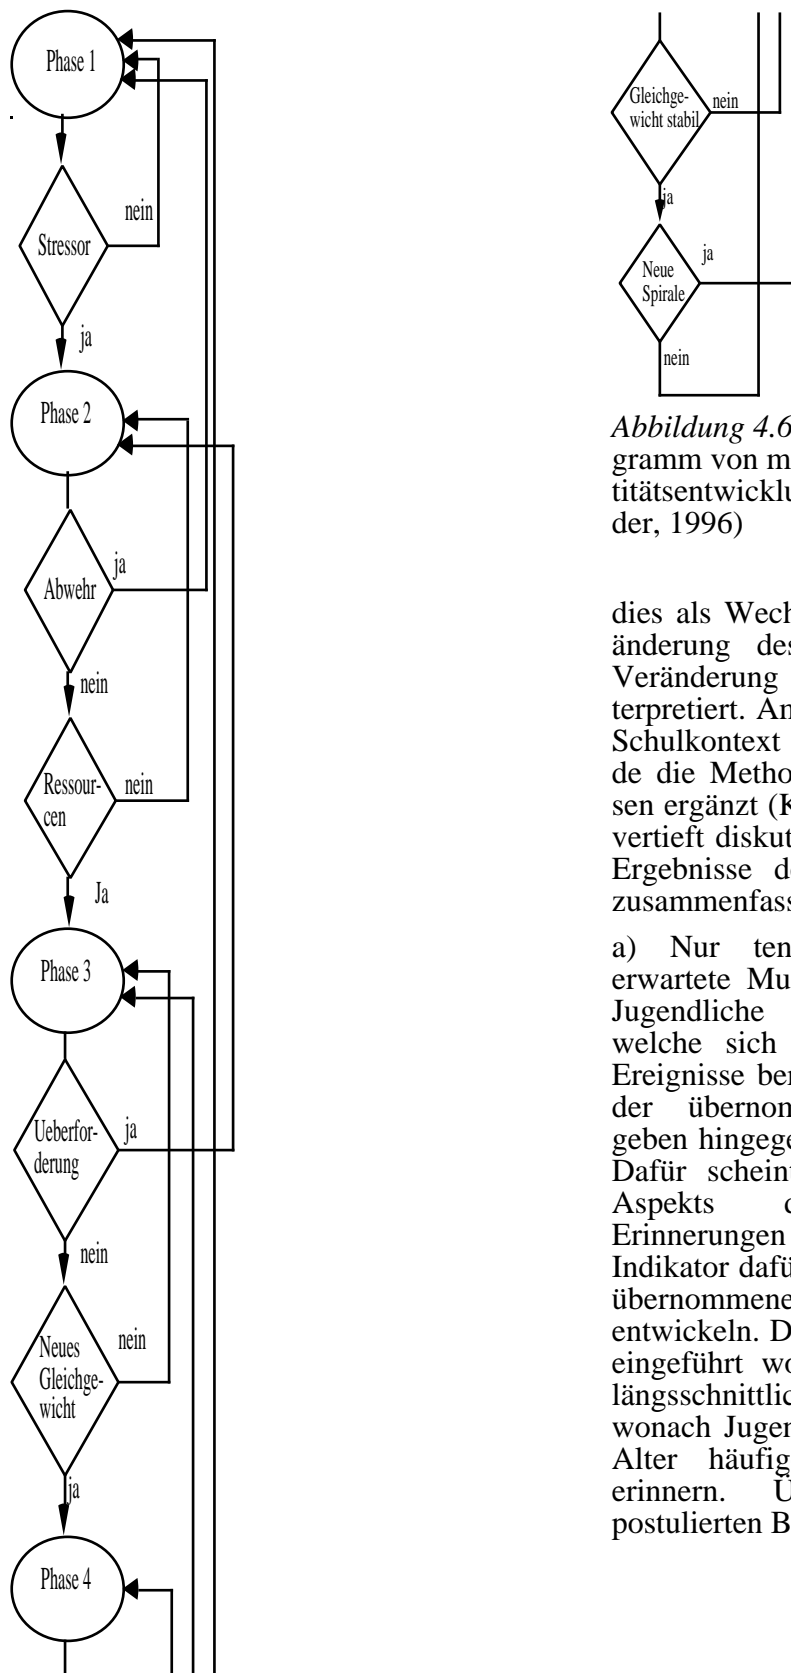 Phase 1
nein
Stressor
ja
Phase 2
ja
Abwehr
nein
Ressour-
cen
nein
Ja
Phase 3
Ueberfor-
derung
ja
nein
Neues
Gleichge-
wicht
nein
ja
Phase 4
Gleichge-
wicht stabil
nein
ja
Neue
Spirale
ja
nein
Abbildung 4.6
gramm von m
titätsentwicklu
der, 1996)
dies als Wech
änderung des
Veränderung
terpretiert. An
Schulkontext
de die Metho
sen ergänzt (K
vertieft diskut
Ergebnisse de
zusammenfass
a) Nur ten
erwartete Mu
Jugendliche
welche sich
Ereignisse ber
der übernom
geben hingege
Dafür scheint
Aspekts d
Erinnerungen
Indikator dafü
übernommene
entwickeln. D
eingeführt wo
längsschnittlic
wonach Jugen
Alter häufig
erinnern. Ü
postulierten B